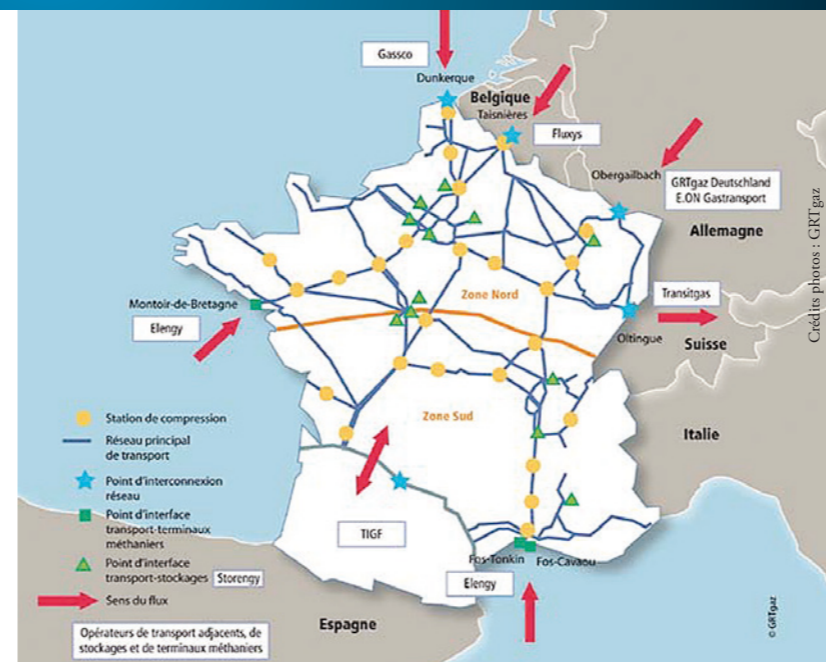 Gassco
Dunkerque
Belgique
Taisnières
Fluxys
Obergailbach
GRTgaz Deutschland
E.ON Gastransport
Allemagne
Crédits photos : GRTgaz
Zone Nord
Transitgas
Montoir-de-Bretagne
Elengy
Oltingue
Suisse
Zone Sud
Italie
Station de compression
Réseau principal
de transport
Point d'interconnexion
réseau
Point d'interface
transport-terminaux
méthaniers
Point d'interface
transport-stockages
Storengy
Sens du flux
TIGF
Fos-Tonkin
Fos-Cavaou
Elengy
Espagne
Opérateurs de transport adjacents, de
stockages et de terminaux méthaniers
© GRTgaz